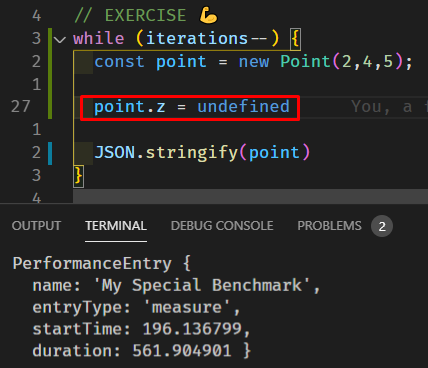 4 // EXERCISE 💪
3 while (iterations--) {
2 const point = new Point(2,4,5);
1
27 point.z = undefined You, a f
1
2 JSON.stringify(point)
3 }
4
OUTPUT TERMINAL DEBUG CONSOLE PROBLEMS 2
PerformanceEntry {
name: 'My Special Benchmark',
entryType: 'measure',
startTime: 196.136799,
duration: 561.904901 }